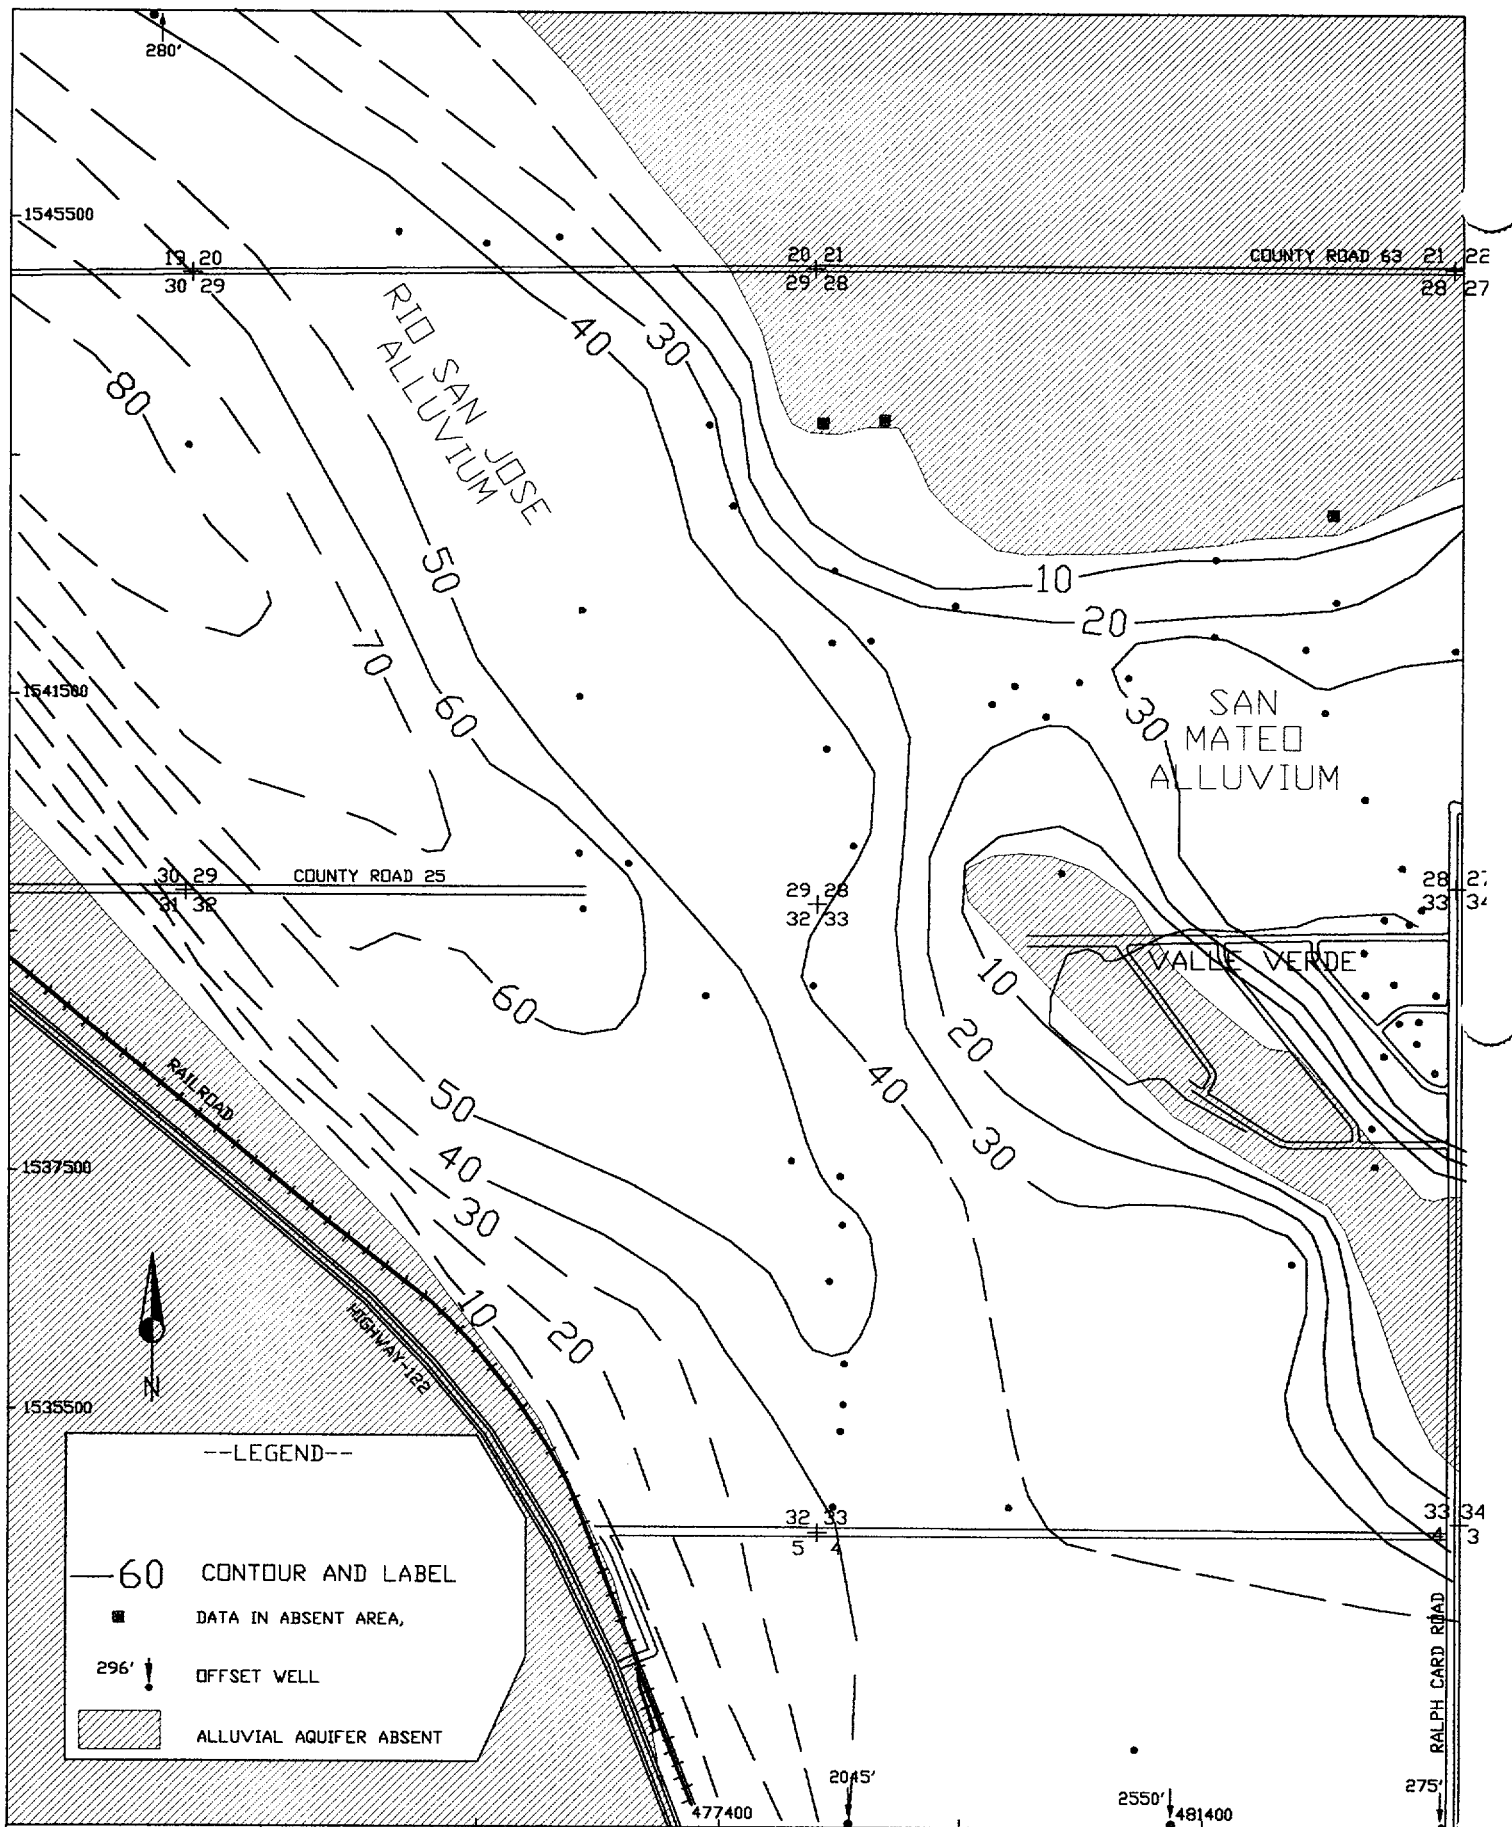 280'
1545500
19 20
30 29
20 21
29 28
COUNTY ROAD 63
21 22
28 27
RIO SAN JOSE
ALLUVIUM
40
30
80
50
10
20
70
1541500
60
30
SAN
MATEO
ALLUVIUM
30 29
31 32
COUNTY ROAD 25
29 28
32 33
28
33 34
VALLE VERDE
10
60
20
40
50
RAILROAD
40
30
1537500
30
10
20
HIGHWAY-122
N
1535500
--LEGEND--
60 CONTOUR AND LABEL
DATA IN ABSENT AREA,
296' OFFSET WELL
ALLUVIAL AQUIFER ABSENT
32 33
5 4
33 34
4 3
RALPH CARD ROAD
2045'
2550'
275'
477400
481400